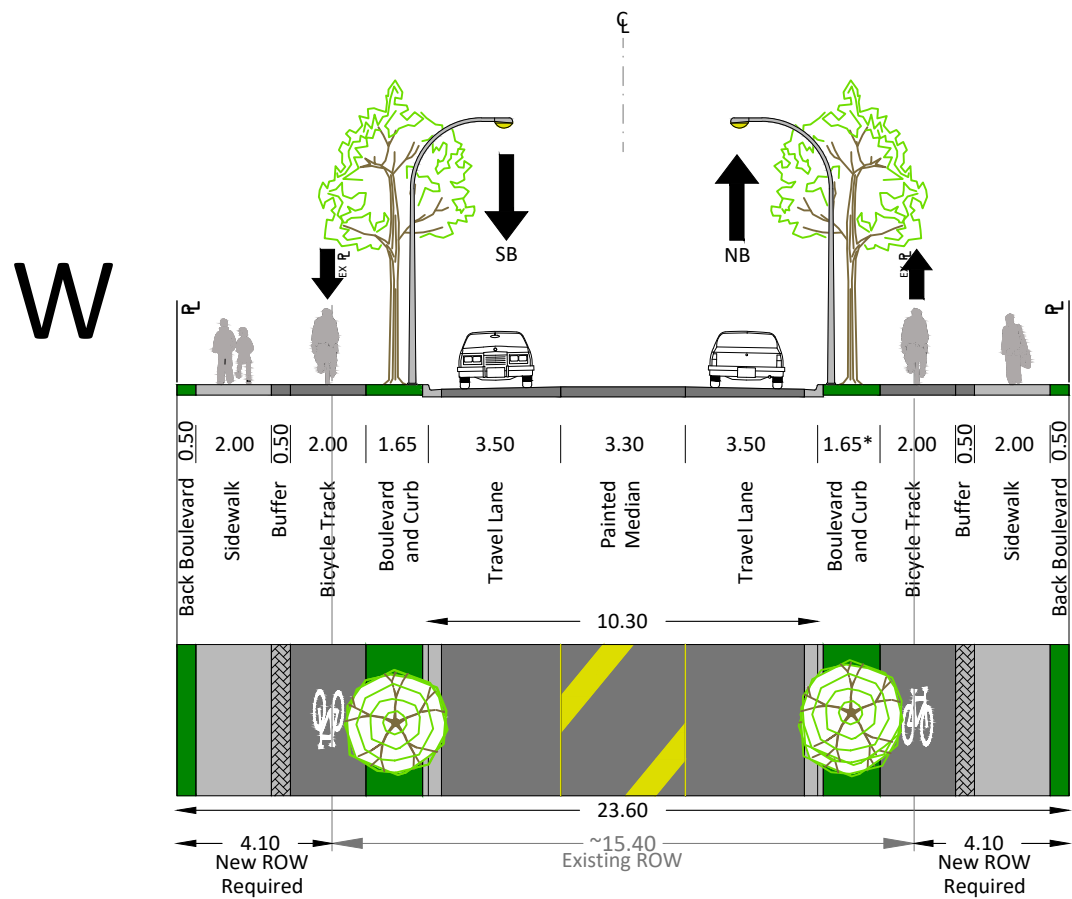 ℄
SB
NB
EX ℙL
EX ℙL
W
ℙL
ℙL
0.50
2.00
0.50
2.00
1.65
3.50
3.30
3.50
1.65*
2.00
0.50
2.00
0.50
Back Boulevard
Sidewalk
Buffer
Bicycle Track
Boulevard
and Curb
Travel Lane
Painted
Median
Travel Lane
Boulevard
and Curb
Bicycle Track
Buffer
Sidewalk
Back Boulevard
10.30
23.60
4.10
New ROW
Required
~15.40
Existing ROW
4.10
New ROW
Required